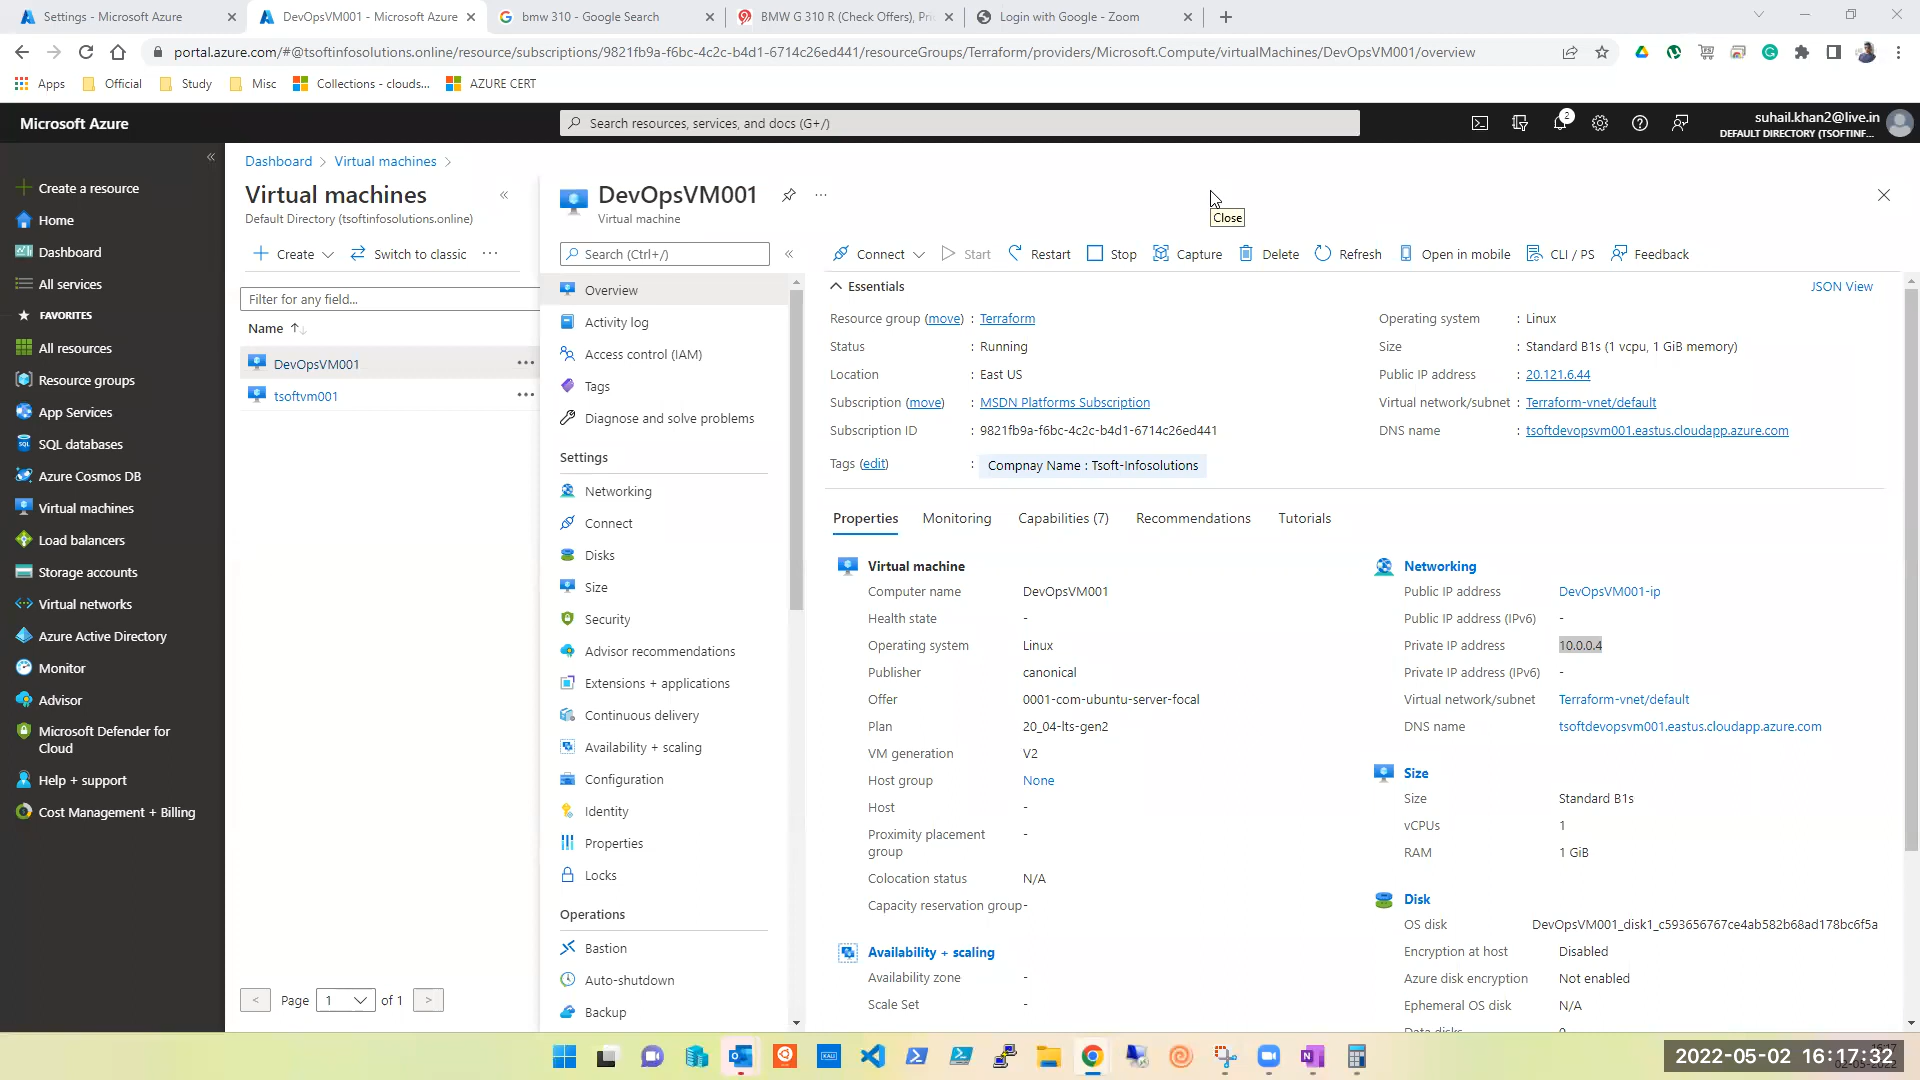 Settings - Microsoft Azure
DevOpsVM001 - Microsoft Azure
bmw 310 - Google Search
BMW G 310 R (Check Offers), Pri
Login with Google - Zoom
portal.azure.com/#@tsoftinfosolutions.online/resource/subscriptions/9821fb9a-f6bc-4c2c-b4d1-6714c26ed441/resourceGroups/Terraform/providers/Microsoft.Compute/virtualMachines/DevOpsVM001/overview
Apps
Official
Study
Misc
Collections - clouds...
AZURE CERT
Microsoft Azure
Search resources, services, and docs (G+/)
2
suhail.khan2@live.in
DEFAULT DIRECTORY (TSOFTINF...
Create a resource
Home
Dashboard
All services
FAVORITES
All resources
Resource groups
App Services
SQL databases
Azure Cosmos DB
Virtual machines
Load balancers
Storage accounts
Virtual networks
Azure Active Directory
Monitor
Advisor
Microsoft Defender for
Cloud
Help + support
Cost Management + Billing
Dashboard > Virtual machines >
Virtual machines
Default Directory (tsoftinfosolutions.online)
Create
Switch to classic
...
Filter for any field...
Name ↑↓
DevOpsVM001
...
tsoftvm001
...
< Page 1 of 1 >
DevOpsVM001
...
Virtual machine
Close
Search (Ctrl+/)
Overview
Activity log
Access control (IAM)
Tags
Diagnose and solve problems
Settings
Networking
Connect
Disks
Size
Security
Advisor recommendations
Extensions + applications
Continuous delivery
Availability + scaling
Configuration
Identity
Properties
Locks
Operations
Bastion
Auto-shutdown
Backup
Connect
Start
Restart
Stop
Capture
Delete
Refresh
Open in mobile
CLI / PS
Feedback
Essentials
JSON View
Resource group (move) : Terraform
Status : Running
Location : East US
Subscription (move) : MSDN Platforms Subscription
Subscription ID : 9821fb9a-f6bc-4c2c-b4d1-6714c26ed441
Tags (edit) : Compnay Name : Tsoft-Infosolutions
Operating system : Linux
Size : Standard B1s (1 vcpu, 1 GiB memory)
Public IP address : 20.121.6.44
Virtual network/subnet : Terraform-vnet/default
DNS name : tsoftdevopsvm001.eastus.cloudapp.azure.com
Properties
Monitoring
Capabilities (7)
Recommendations
Tutorials
Virtual machine
Computer name DevOpsVM001
Health state -
Operating system Linux
Publisher canonical
Offer 0001-com-ubuntu-server-focal
Plan 20_04-lts-gen2
VM generation V2
Host group None
Host -
Proximity placement
group -
Colocation status N/A
Capacity reservation group -
Availability + scaling
Availability zone -
Scale Set -
Networking
Public IP address DevOpsVM001-ip
Public IP address (IPv6) -
Private IP address 10.0.0.4
Private IP address (IPv6) -
Virtual network/subnet Terraform-vnet/default
DNS name tsoftdevopsvm001.eastus.cloudapp.azure.com
Size
Size Standard B1s
vCPUs 1
RAM 1 GiB
Disk
OS disk DevOpsVM001_disk1_c593656767ce4ab582b68ad178bc6f5a
Encryption at host Disabled
Azure disk encryption Not enabled
Ephemeral OS disk N/A
Data disks 0
KALI
2022-05-02 16:17:32